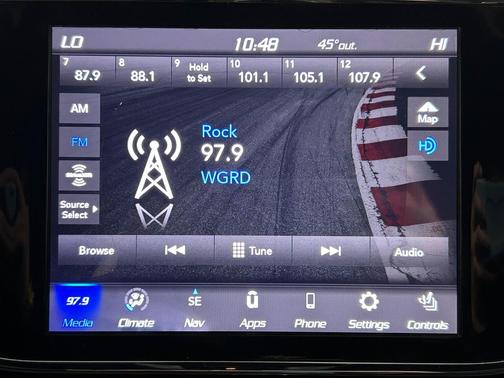 LO 10:48 45°out. HI
7 87.9
8 88.1
9 Hold to Set
10 101.1
11 105.1
12 107.9
AM
FM
SiriusXM
Source Select
Rock
97.9
WGRD
Map
HD
Browse
Tune
Audio
97.9
Media
Climate
SE
Nav
Apps
Phone
Settings
Controls